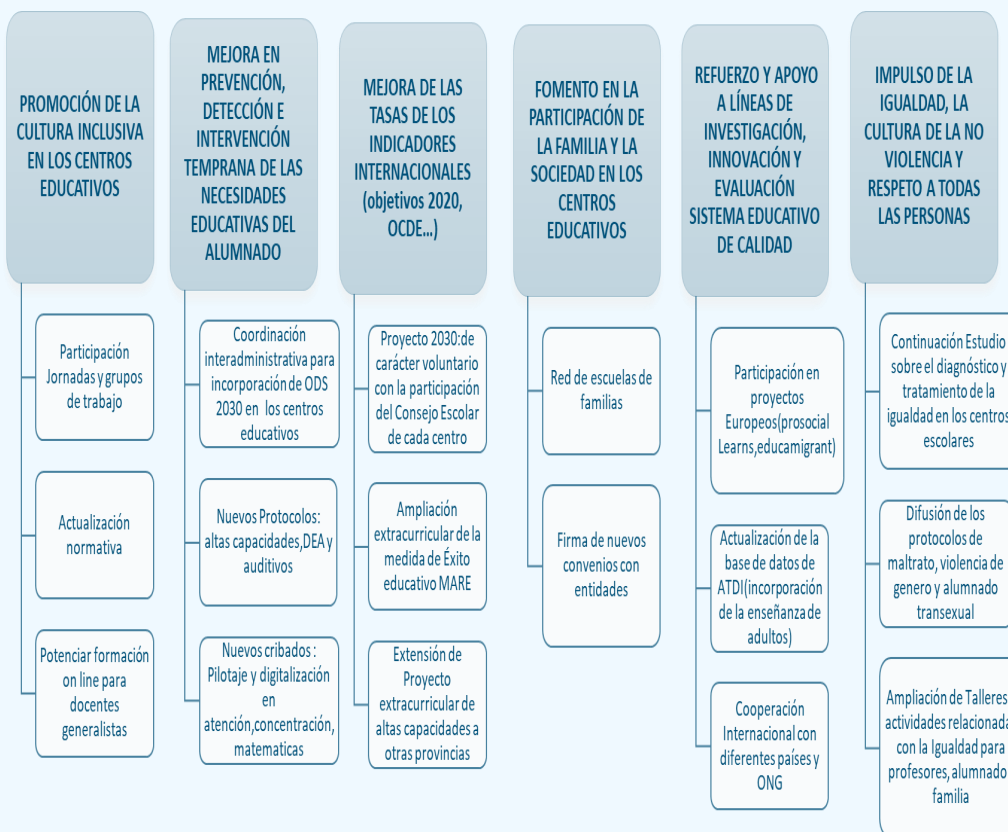 PROMOCIÓN DE LA
CULTURA INCLUSIVA
EN LOS CENTROS
EDUCATIVOS
Participación
Jornadas y grupos
de trabajo
Actualización
normativa
Potenciar formación
on line para
docentes
generalistas
MEJORA EN
PREVENCIÓN,
DETECCIÓN E
INTERVENCIÓN
TEMPRANA DE LAS
NECESIDADES
EDUCATIVAS DEL
ALUMNADO
Coordinación
interadministrativa para
incorporación de ODS
2030 en los centros
educativos
Nuevos Protocolos:
altas capacidades,DEA y
auditivos
Nuevos cribados :
Pilotaje y digitalización
en
atención,concentración,
matematicas
MEJORA DE LAS
TASAS DE LOS
INDICADORES
INTERNACIONALES
(objetivos 2020,
OCDE...)
Proyecto 2030:de
carácter voluntario
con la participación
del Consejo Escolar
de cada centro
Ampliación
extracurricular de la
medida de Éxito
educativo MARE
Extensión de
Proyecto
extracurricular de
altas capacidades a
otras provincias
FOMENTO EN LA
PARTICIPACIÓN DE
LA FAMILIA Y LA
SOCIEDAD EN LOS
CENTROS
EDUCATIVOS
Red de escuelas de
familias
Firma de nuevos
convenios con
entidades
REFUERZO Y APOYO
A LÍNEAS DE
INVESTIGACIÓN,
INNOVACIÓN Y
EVALUACIÓN
SISTEMA EDUCATIVO
DE CALIDAD
Participación en
proyectos
Europeos(prosocial
Learns,educamigrant)
Actualización de la
base de datos de
ATDI(incorporación
de la enseñanza de
adultos)
Cooperación
Internacional con
diferentes países y
ONG
IMPULSO DE LA
IGUALDAD, LA
CULTURA DE LA NO
VIOLENCIA Y
RESPETO A TODAS
LAS PERSONAS
Continuación Estudio
sobre el diagnóstico y
tratamiento de la
igualdad en los centros
escolares
Difusión de los
protocolos de
maltrato, violencia de
genero y alumnado
transexual
Ampliación de Talleres
actividades relacionada
con la Igualdad para
profesores,alumnado
familia